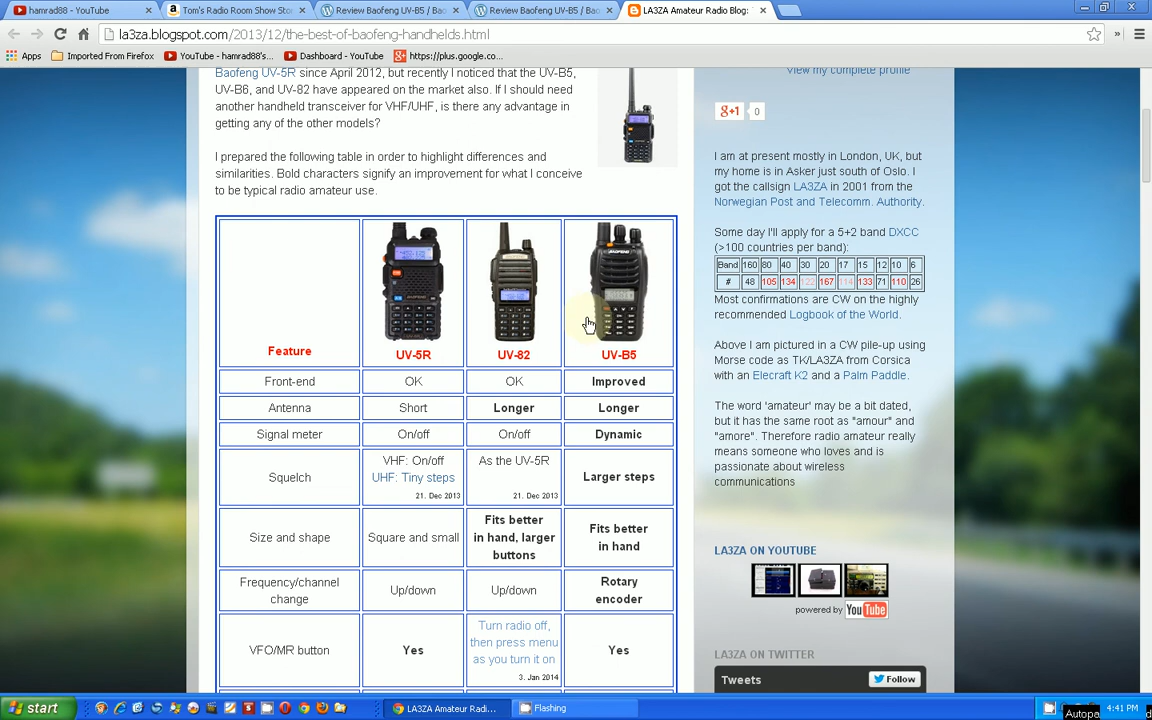 hamrad88 - YouTube
Tom's Radio Room Show Sto
Review Baofeng UV-B5 / Bao
Review Baofeng UV-B5 / Bao
LA3ZA Amateur Radio Blog:
la3za.blogspot.com/2013/12/the-best-of-baofeng-handhelds.html
Apps
Imported From Firefox
YouTube - hamrad88's...
Dashboard - YouTube
https://plus.google.co...
Baofeng UV-5R since April 2012, but recently I noticed that the UV-B5,
UV-B6, and UV-82 have appeared on the market also. If I should need
another handheld transceiver for VHF/UHF, is there any advantage in
getting any of the other models?
I prepared the following table in order to highlight differences and
similarities. Bold characters signify an improvement for what I conceive
to be typical radio amateur use.
Feature UV-5R UV-82 UV-B5
Front-end OK OK Improved
Antenna Short Longer Longer
Signal meter On/off On/off Dynamic
Squelch
VHF: On/off
UHF: Tiny steps
21. Dec 2013
As the UV-5R
21. Dec 2013
Larger steps
Size and shape
Square and small
Fits better
in hand, larger
buttons
Fits better
in hand
Frequency/channel
change
Up/down
Up/down
Rotary
encoder
VFO/MR button
Yes
Turn radio off,
then press menu
as you turn it on
3. Jan 2014
Yes
View my complete profile
g+1 0
I am at present mostly in London, UK, but
my home is in Asker just south of Oslo. I
got the callsign LA3ZA in 2001 from the
Norwegian Post and Telecomm. Authority.
Some day I'll apply for a 5+2 band DXCC
(>100 countries per band):
Band 160 80 40 30 20 17 15 12 10 6
# 48 105 134 122 167 114 133 71 110 26
Most confirmations are CW on the highly
recommended Logbook of the World.
Above I am pictured in a CW pile-up using
Morse code as TK/LA3ZA from Corsica
with an Elecraft K2 and a Palm Paddle.
The word 'amateur' may be a bit dated,
but it has the same root as "amour" and
"amore". Therefore radio amateur really
means someone who loves and is
passionate about wireless
communications
LA3ZA ON YOUTUBE
powered by YouTube
LA3ZA ON TWITTER
Tweets
Follow
start
LA3ZA Amateur Radi...
Flashing
4:41 PM
Autopa